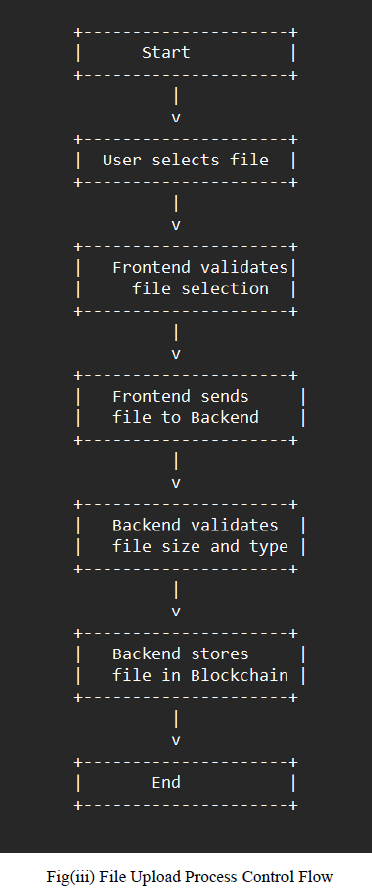 Start
User selects file
Frontend validates
file selection
Frontend sends
file to Backend
Backend validates
file size and type
Backend stores
file in Blockchain
End
Fig(iii) File Upload Process Control Flow